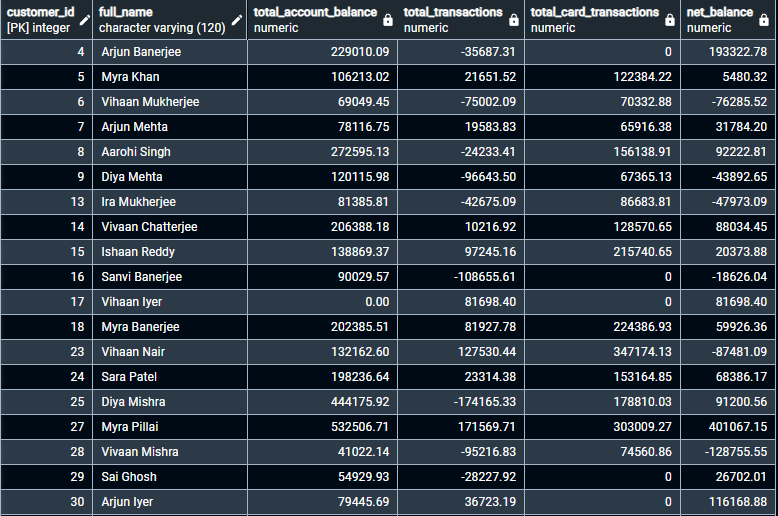 customer_id full_name total_account_balance total_transactions total_card_transactions net_balance
[PK] integer character varying (120) numeric numeric numeric numeric
4 Arjun Banerjee 229010.09 -35687.31 0 193322.78
5 Myra Khan 106213.02 21651.52 122384.22 5480.32
6 Vihaan Mukherjee 69049.45 -75002.09 70332.88 -76285.52
7 Arjun Mehta 78116.75 19583.83 65916.38 31784.20
8 Aarohi Singh 272595.13 -24233.41 156138.91 92222.81
9 Diya Mehta 120115.98 -96643.50 67365.13 -43892.65
13 Ira Mukherjee 81385.81 -42675.09 86683.81 -47973.09
14 Vivaan Chatterjee 206388.18 10216.92 128570.65 88034.45
15 Ishaan Reddy 138869.37 97245.16 215740.65 20373.88
16 Sanvi Banerjee 90029.57 -108655.61 0 -18626.04
17 Vihaan Iyer 0.00 81698.40 0 81698.40
18 Myra Banerjee 202385.51 81927.78 224386.93 59926.36
23 Vihaan Nair 132162.60 127530.44 347174.13 -87481.09
24 Sara Patel 198236.64 23314.38 153164.85 68386.17
25 Diya Mishra 444175.92 -174165.33 178810.03 91200.56
27 Myra Pillai 532506.71 171569.71 303009.27 401067.15
28 Vivaan Mishra 41022.14 -95216.83 74560.86 -128755.55
29 Sai Ghosh 54929.93 -28227.92 0 26702.01
30 Arjun Iyer 79445.69 36723.19 0 116168.88